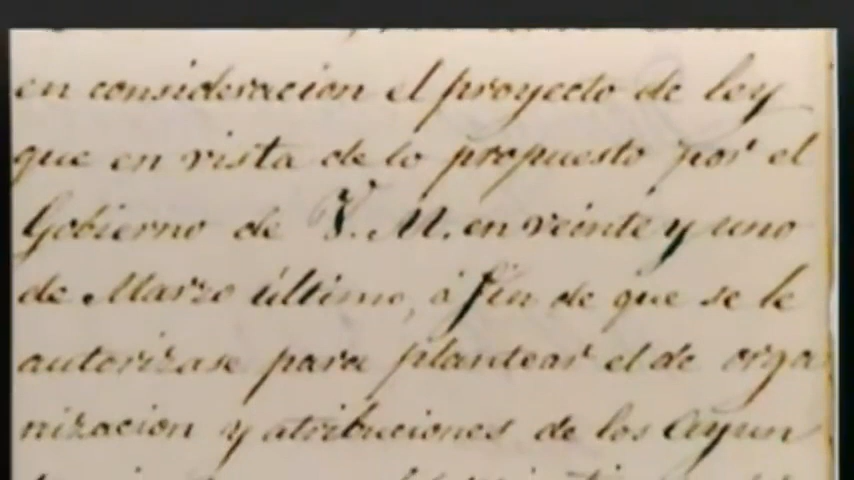 en consideracion el proyecto de ley
que en vista de lo propuesto por el
Gobierno de V. M. en veinte y uno
de Marzo último, á fin de que se le
autorizase para plantear el de orga
nizacion y atribuciones de los Ayun